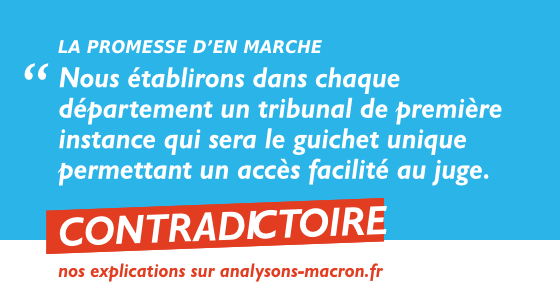 LA PROMESSE D’EN MARCHE
“ Nous établirons dans chaque
département un tribunal de première
instance qui sera le guichet unique
permettant un accès facilité au juge.
CONTRADICTOIRE
nos explications sur analysons-macron.fr